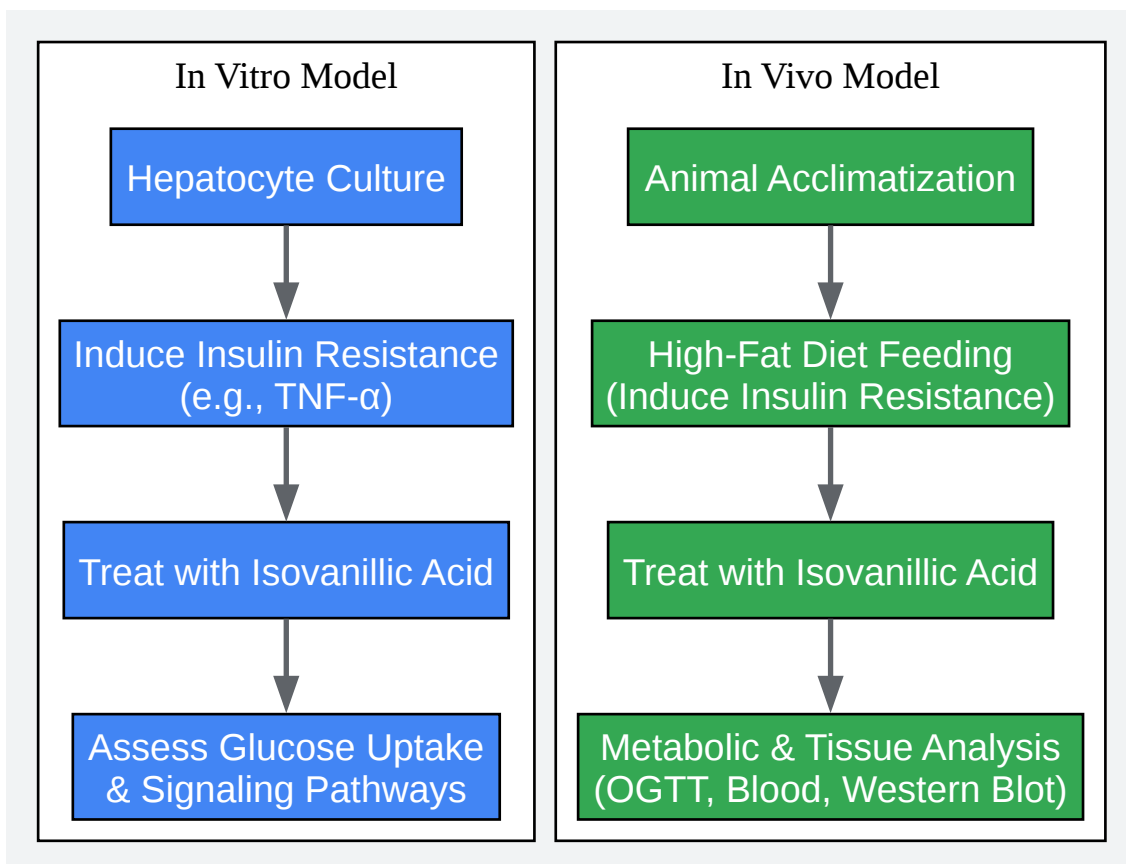 In Vitro Model
Hepatocyte Culture
Induce Insulin Resistance
(e.g., TNF-α)
Treat with Isovanillic Acid
Assess Glucose Uptake
& Signaling Pathways
In Vivo Model
Animal Acclimatization
High-Fat Diet Feeding
(Induce Insulin Resistance)
Treat with Isovanillic Acid
Metabolic & Tissue Analysis
(OGTT, Blood, Western Blot)